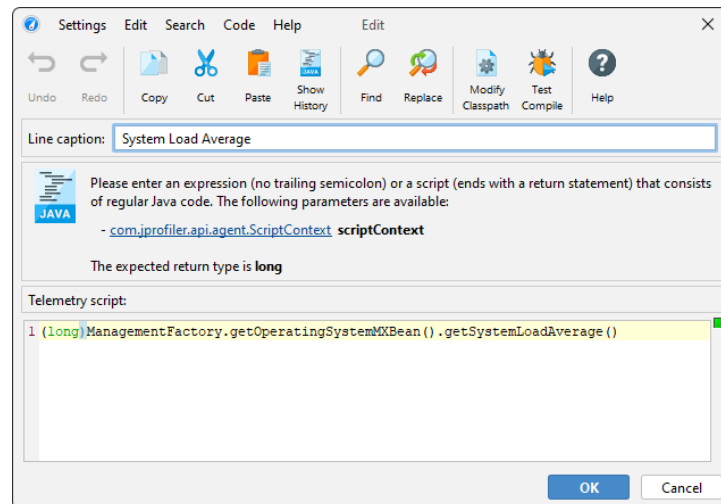 Settings Edit Search Code Help Edit
Undo Redo Copy Cut Paste Show History Find Replace Modify Classpath Test Compile Help
Line caption: System Load Average
Please enter an expression (no trailing semicolon) or a script (ends with a return statement) that consists
of regular Java code. The following parameters are available:
JAVA
- com.jprofiler.api.agent.ScriptContext scriptContext
The expected return type is long
Telemetry script:
1 (long)ManagementFactory.getOperatingSystemMXBean().getSystemLoadAverage()
OK Cancel